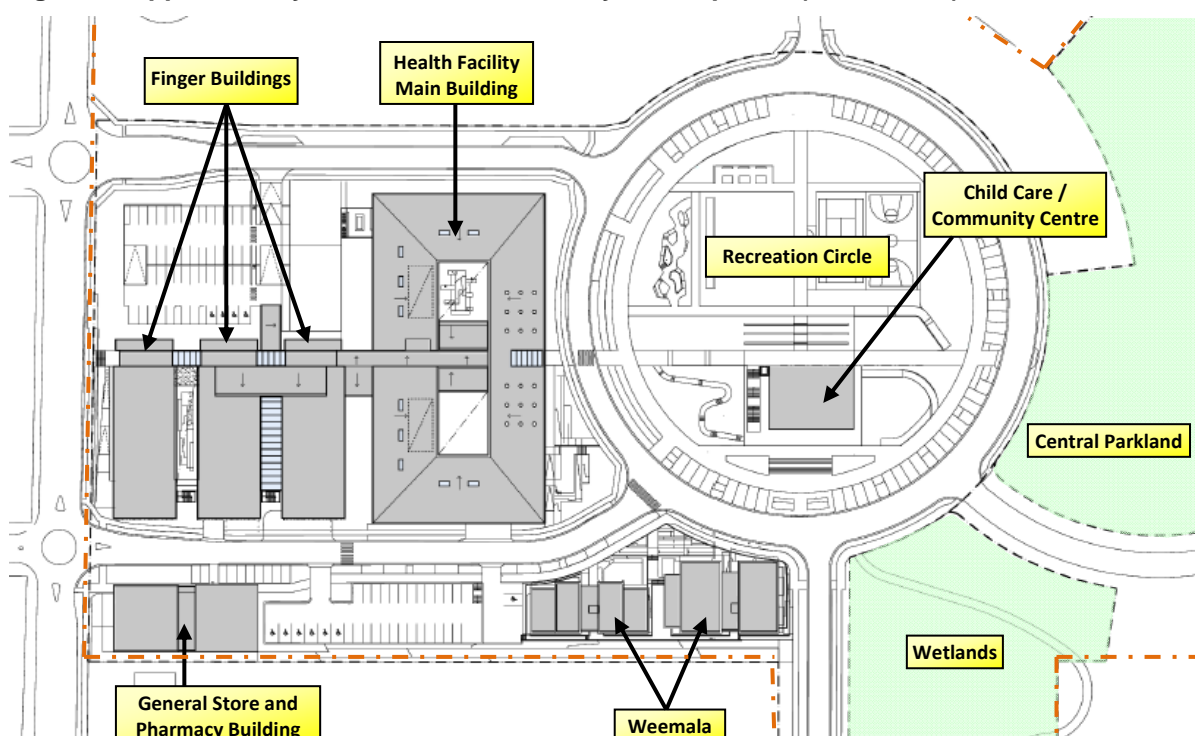 Finger Buildings
Health Facility
Main Building
Child Care /
Community Centre
Recreation Circle
Central Parkland
Wetlands
General Store and
Pharmacy Building
Weemala